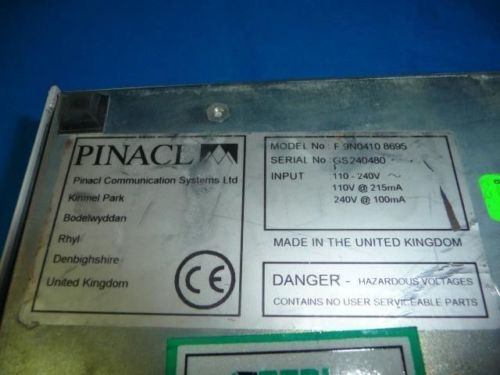 PINACL
Pinacl Communication Systems Ltd
Kinmel Park
Bodelwyddan
Rhyl
Denbighshire
United Kingdom
CE
MODEL No : F 9N0410 8695
SERIAL No : GS240480
INPUT 110 - 240V ~
110V @ 215mA
240V @ 100mA
MADE IN THE UNITED KINGDOM
DANGER - HAZARDOUS VOLTAGES
CONTAINS NO USER SERVICEABLE PARTS